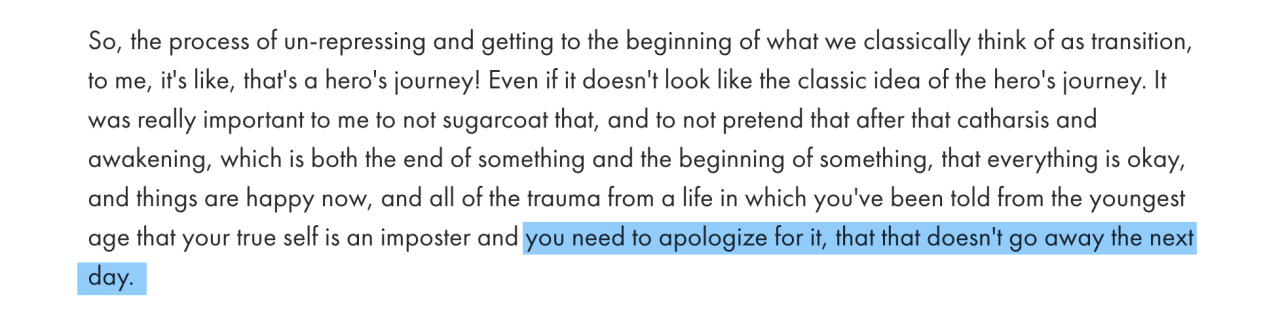 So, the process of un-repressing and getting to the beginning of what we classically think of as transition,
to me, it's like, that's a hero's journey! Even if it doesn't look like the classic idea of the hero's journey. It
was really important to me to not sugarcoat that, and to not pretend that after that catharsis and
awakening, which is both the end of something and the beginning of something, that everything is okay,
and things are happy now, and all of the trauma from a life in which you've been told from the youngest
age that your true self is an imposter and you need to apologize for it, that that doesn't go away the next
day.